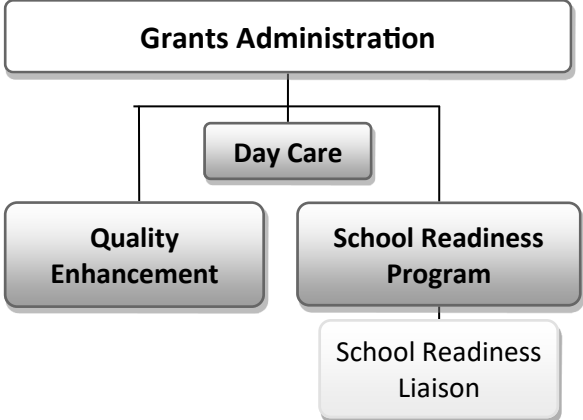 Grants Administration
Day Care
Quality
Enhancement
School Readiness
Program
School Readiness
Liaison